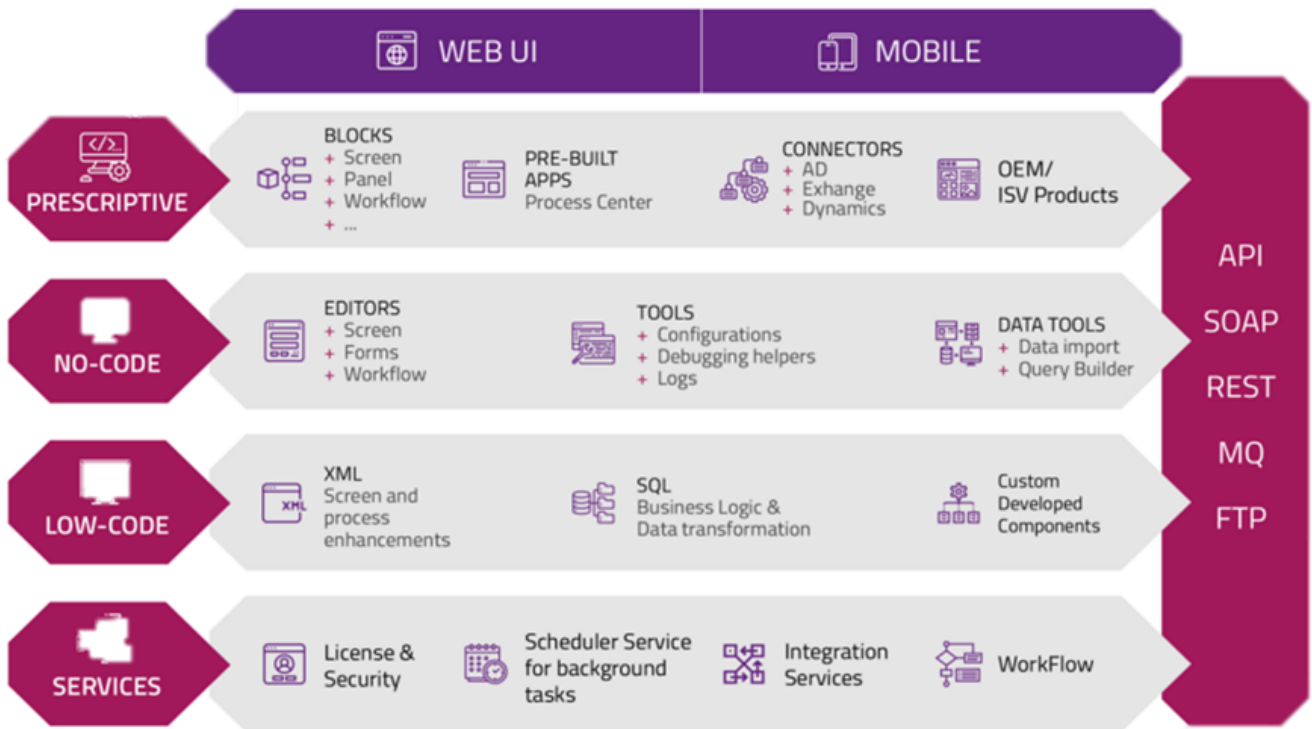 WEB UI
MOBILE
PRESCRIPTIVE
BLOCKS
+ Screen
+ Panel
+ Workflow
+ ...
PRE-BUILT
APPS
Process Center
CONNECTORS
+ AD
+ Exhange
+ Dynamics
OEM/
ISV Products
NO-CODE
EDITORS
+ Screen
+ Forms
+ Workflow
TOOLS
+ Configurations
+ Debugging helpers
+ Logs
DATA TOOLS
+ Data import
+ Query Builder
LOW-CODE
XML
XML
Screen and
process
enhancements
SQL
Business Logic &
Data transformation
Custom
Developed
Components
SERVICES
License &
Security
Scheduler Service
for background
tasks
Integration
Services
WorkFlow
API
SOAP
REST
MQ
FTP